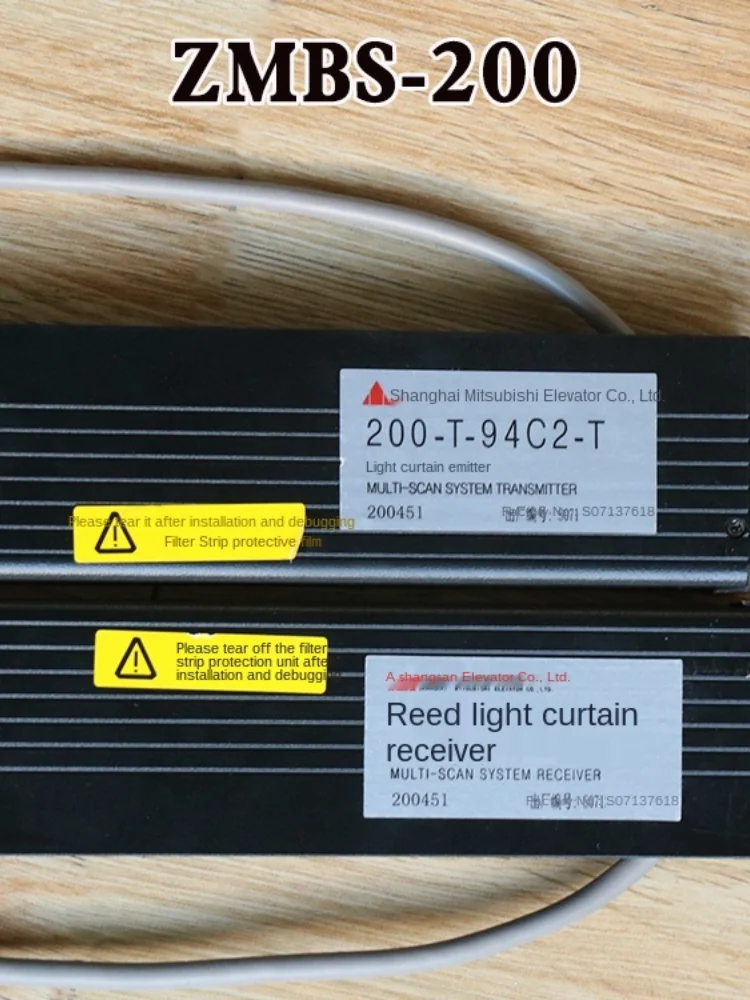 ZMBS-200
Shanghai Mitsubishi Elevator Co., Ltd.
200-T-94C2-T
Light curtain emitter
MULTI-SCAN SYSTEM TRANSMITTER
200451
S07137618
Please tear it after installation and debugging
Filter Strip protective film
Please tear off the filter
strip protection unit afte
installation and debuggin
A shangsan Elevator Co., Ltd.
Reed light curtain
receiver
MULTI-SCAN SYSTEM RECEIVER
200451
S07137618